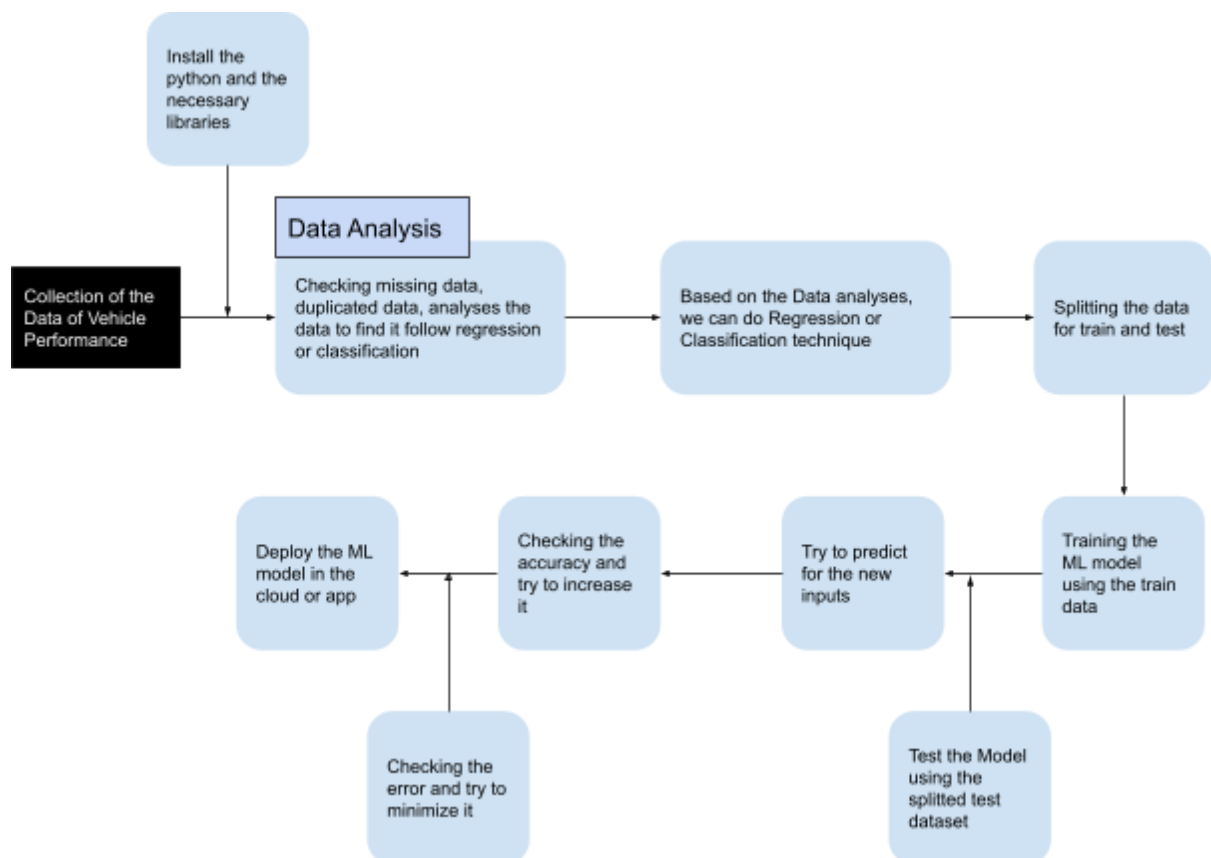 Install the
python and the
necessary
libraries
Data Analysis
Collection of the
Data of Vehicle
Performance
Checking missing data,
duplicated data, analyses the
data to find it follow regression
or classification
Based on the Data analyses,
we can do Regression or
Classification technique
Splitting the data
for train and test
Deploy the ML
model in the
cloud or app
Checking the
accuracy and
try to increase
it
Try to predict
for the new
inputs
Training the
ML model
using the train
data
Checking the
error and try to
minimize it
Test the Model
using the
splitted test
dataset